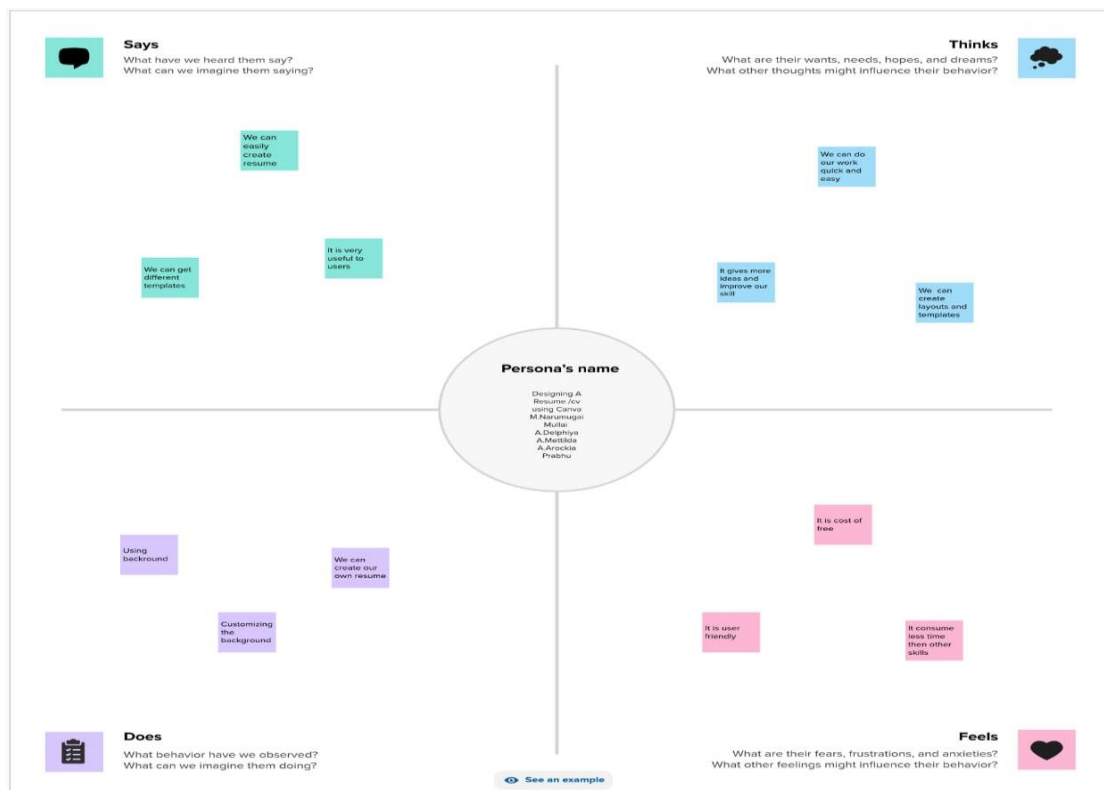 Says
What have we heard them say?
What can we imagine them saying?
Thinks
What are their wants, needs, hopes, and dreams?
What other thoughts might influence their behavior?
We can
easily
create
resume
It is very
useful to
users
We can get
different
templates
We can do
our work
quick and
easy
It gives more
ideas and
improve our
skill
We can
create
layouts and
templates
Persona's name
Designing A
Resume /cv
using Canva
M.Narumugai
Mullai
A.Delphiya
A.Mettilda
A.Arockia
Prabhu
Using
backround
We can
create our
own resume
Customizing
the
background
It is cost of
free
It is user
friendly
It consume
less time
then other
skills
Does
What behavior have we observed?
What can we imagine them doing?
Feels
What are their fears, frustrations, and anxieties?
What other feelings might influence their behavior?
See an example